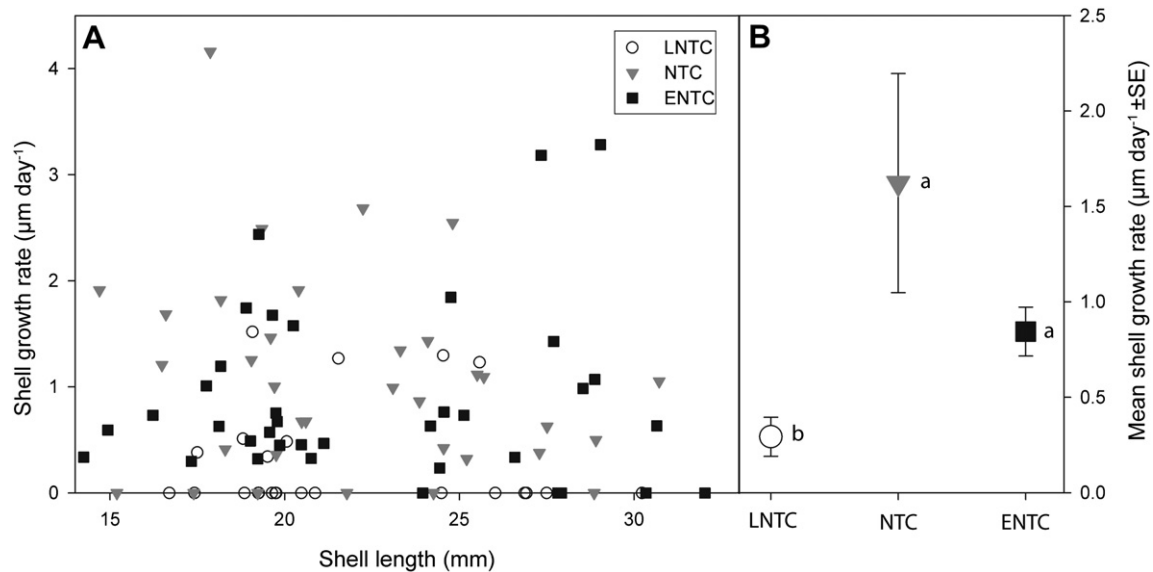 A
B
LNTC
NTC
ENTC
Shell growth rate (µm day⁻¹)
4
3
2
1
0
15 20 25 30
Shell length (mm)
a
a
b
2.5
2.0
1.5
1.0
0.5
0.0
Mean shell growth rate (µm day⁻¹ ±SE)
LNTC NTC ENTC